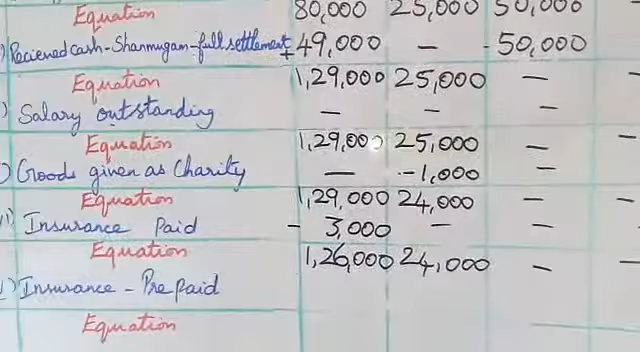 Equation 80,000 25,000 50,000
) Recieved cash - Shanmugam - full settlement + 49,000 — - 50,000
Equation 1,29,000 25,000 —
) Salary outstanding — — —
Equation 1,29,000 25,000 — —
) Goods given as Charity — -1,000 —
Equation 1,29,000 24,000 — —
) Insurance Paid - 3,000 — —
Equation 1,26,000 24,000 — —
) Insurance - Prepaid
Equation